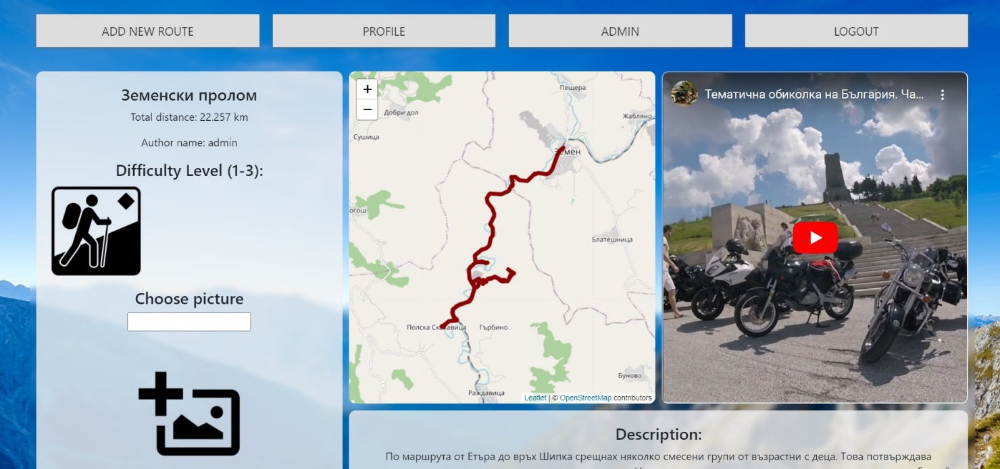 ADD NEW ROUTE
PROFILE
ADMIN
LOGOUT
Земенски пролом
Total distance: 22.257 km
Author name: admin
Difficulty Level (1-3):
Choose picture
+
−
Пещера
Добри дол
Жабляно
Сушица
Земен
огош
Блатешница
Полска Скакавица
Гърбино
Буново
Раждавица
Leaflet | © OpenStreetMap contributors
Тематична обиколка на България. Ча...
Description:
По маршрута от Етъра до връх Шипка срещнах няколко смесени групи от възрастни с деца. Това потвърждава